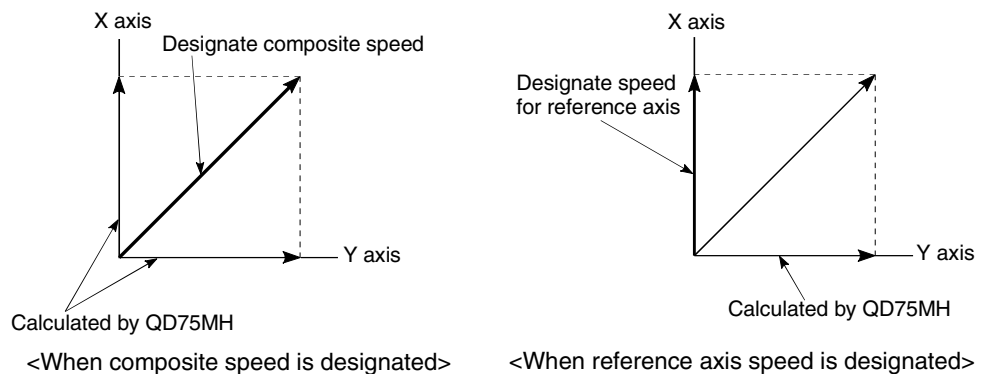 X axis
Designate composite speed
Y axis
Calculated by QD75MH
<When composite speed is designated>
X axis
Designate speed
for reference axis
Y axis
Calculated by QD75MH
<When reference axis speed is designated>